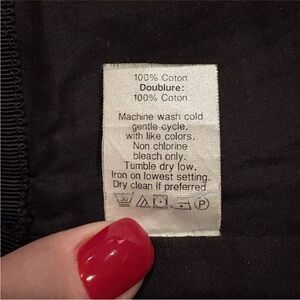 100% Coton
Doublure:
100% Coton
Machine wash cold
gentle cycle,
with like colors.
Non chlorine
bleach only.
Tumble dry low,
Iron on lowest setting.
Dry clean if preferred
30 P